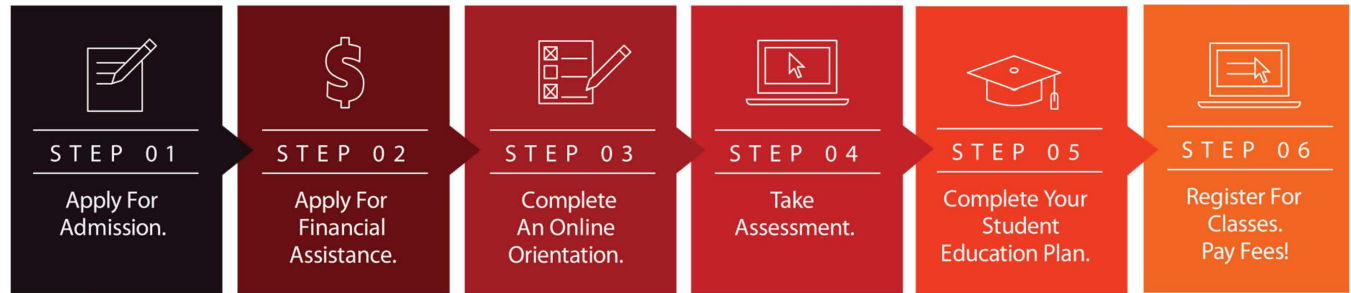 STEP 01
Apply For
Admission.
STEP 02
Apply For
Financial
Assistance.
STEP 03
Complete
An Online
Orientation.
STEP 04
Take
Assessment.
STEP 05
Complete Your
Student
Education Plan.
STEP 06
Register For
Classes.
Pay Fees!